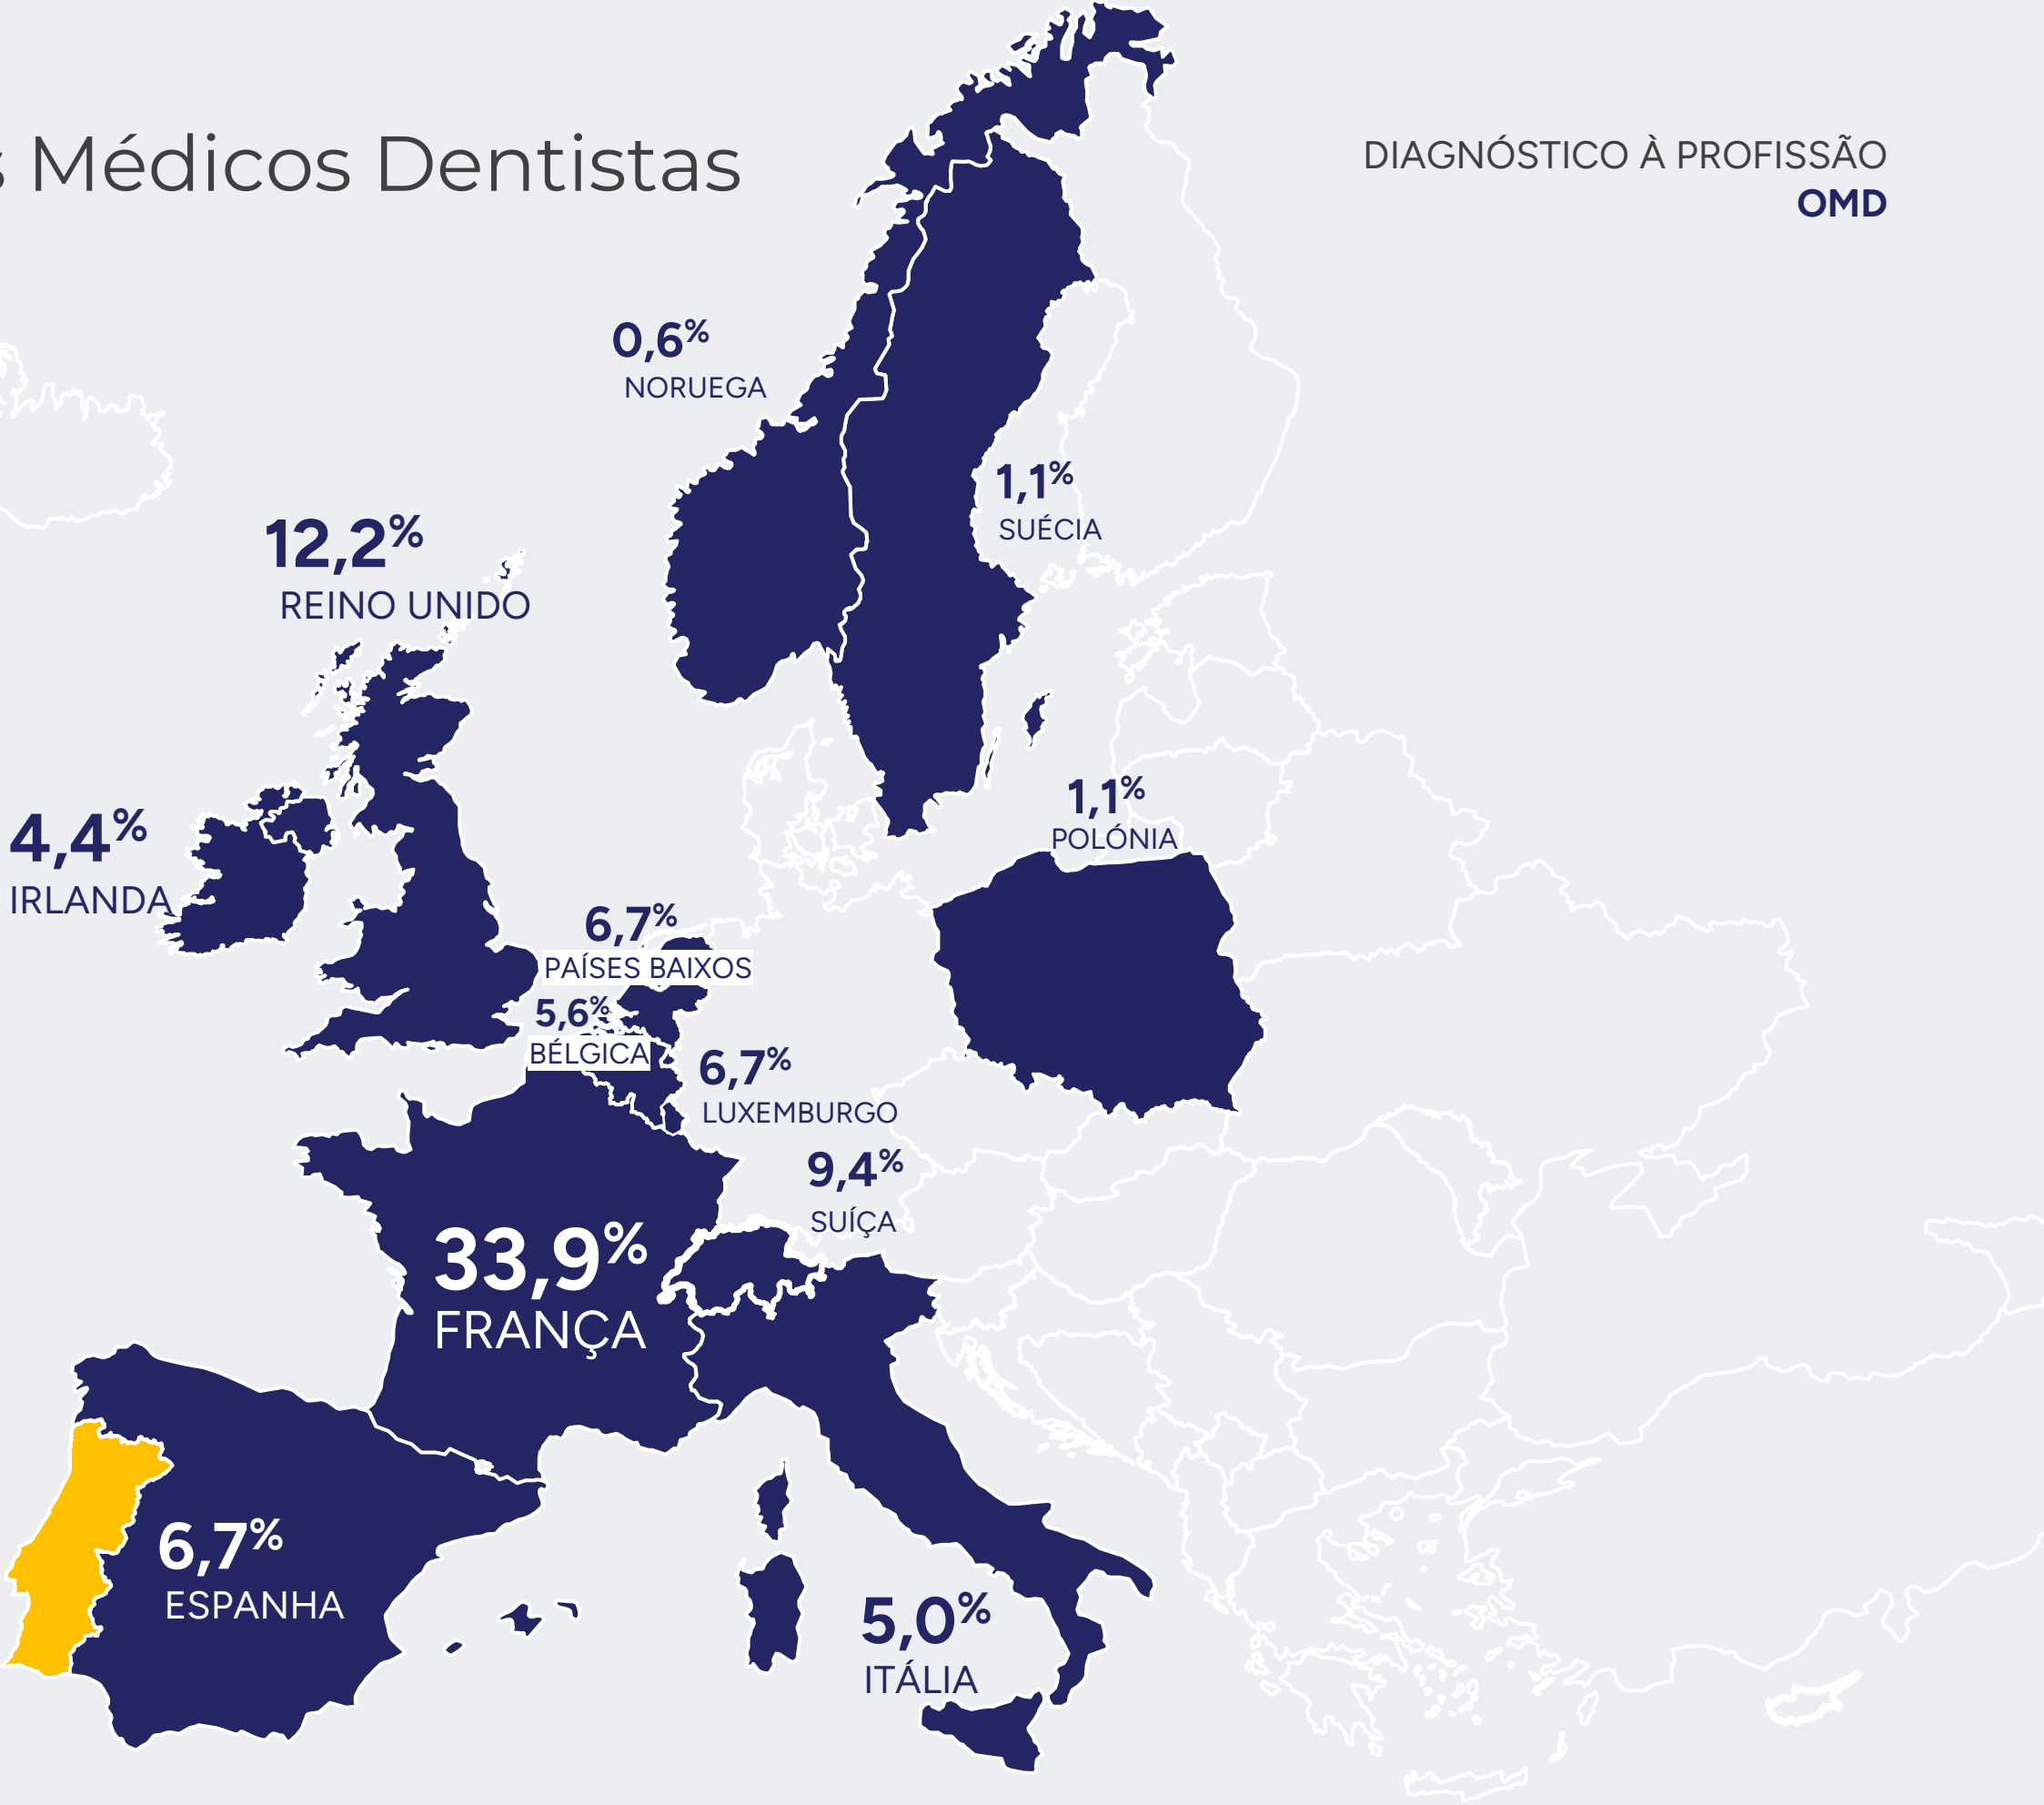 Médicos Dentistas
DIAGNÓSTICO À PROFISSÃO
OMD
0,6%
NORUEGA
1,1%
SUÉCIA
12,2%
REINO UNIDO
1,1%
POLÓNIA
4,4%
IRLANDA
6,7%
PAÍSES BAIXOS
5,6%
BÉLGICA
6,7%
LUXEMBURGO
9,4%
SUÍÇA
33,9%
FRANÇA
6,7%
ESPANHA
5,0%
ITÁLIA